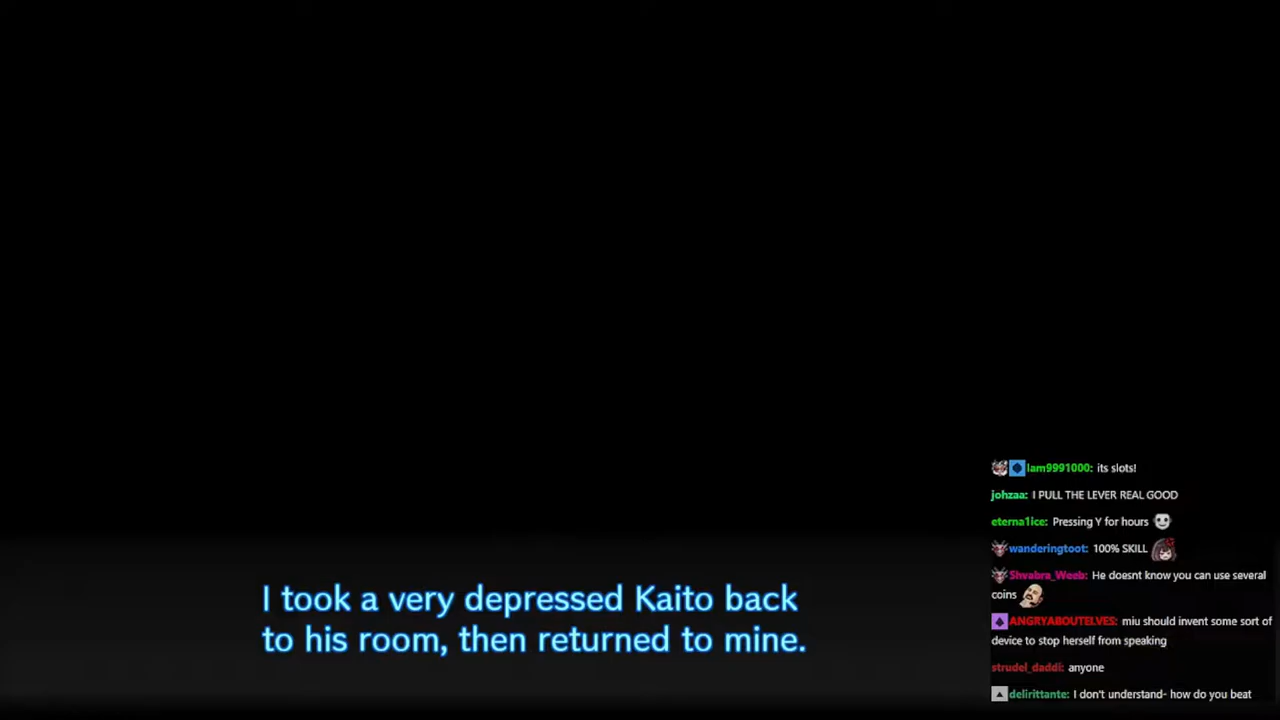 lam9991000: its slots!
johzaa: I PULL THE LEVER REAL GOOD
eterna1ice: Pressing Y for hours
wanderingtoot: 100% SKILL
Shvabra_Weeb: He doesnt know you can use several
coins
ANGRYABOUTELVES: miu should invent some sort of
device to stop herself from speaking
strudel_daddi: anyone
delirittante: I don't understand- how do you beat
I took a very depressed Kaito back
to his room, then returned to mine.